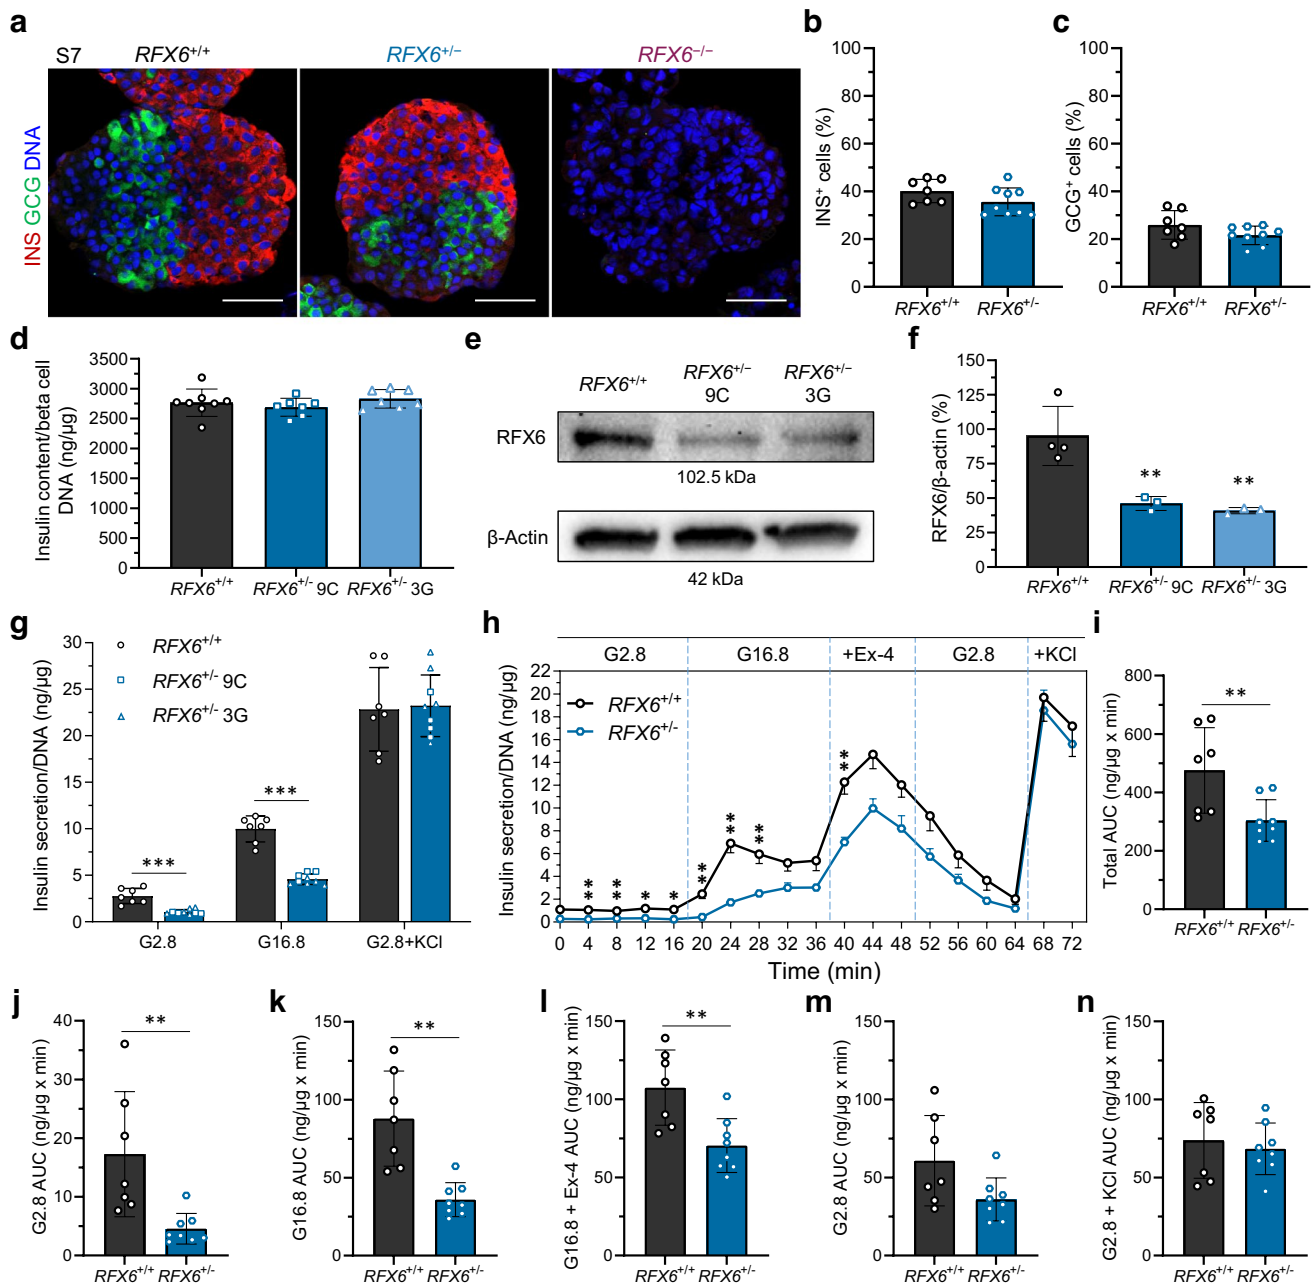 a
S7
RFX6+/+
RFX6+/−
RFX6−/−
INS GCG DNA
b
INS+ cells (%)
100
80
60
40
20
0
RFX6+/+
RFX6+/-
c
GCG+ cells (%)
100
80
60
40
20
0
RFX6+/+
RFX6+/-
d
Insulin content/beta cell
DNA (ng/µg)
3500
3000
2500
2000
1500
1000
500
0
RFX6+/+
RFX6+/- 9C
RFX6+/- 3G
e
RFX6+/+
RFX6+/−
9C
RFX6+/−
3G
RFX6
102.5 kDa
β-Actin
42 kDa
f
RFX6/β-actin (%)
150
125
100
75
50
25
0
**
**
RFX6+/+
RFX6+/- 9C
RFX6+/- 3G
g
Insulin secretion/DNA (ng/µg)
30
25
20
15
10
5
0
RFX6+/+
RFX6+/- 9C
RFX6+/- 3G
***
***
G2.8
G16.8
G2.8+KCl
h
G2.8
G16.8
+Ex-4
G2.8
+KCl
Insulin secretion/DNA (ng/µg)
22
20
18
16
14
12
10
8
6
4
2
0
RFX6+/+
RFX6+/-
**
**
*
*
**
**
**
**
0 4 8 12 16 20 24 28 32 36 40 44 48 52 56 60 64 68 72
Time (min)
i
Total AUC (ng/µg x min)
800
600
400
200
0
**
RFX6+/+
RFX6+/-
j
G2.8 AUC (ng/µg x min)
40
30
20
10
0
**
RFX6+/+
RFX6+/-
k
G16.8 AUC (ng/µg x min)
150
100
50
0
**
RFX6+/+
RFX6+/-
l
G16.8 + Ex-4 AUC (ng/µg x min)
150
100
50
0
**
RFX6+/+
RFX6+/-
m
G2.8 AUC (ng/µg x min)
150
100
50
0
RFX6+/+
RFX6+/-
n
G2.8 + KCl AUC (ng/µg x min)
150
100
50
0
RFX6+/+
RFX6+/-